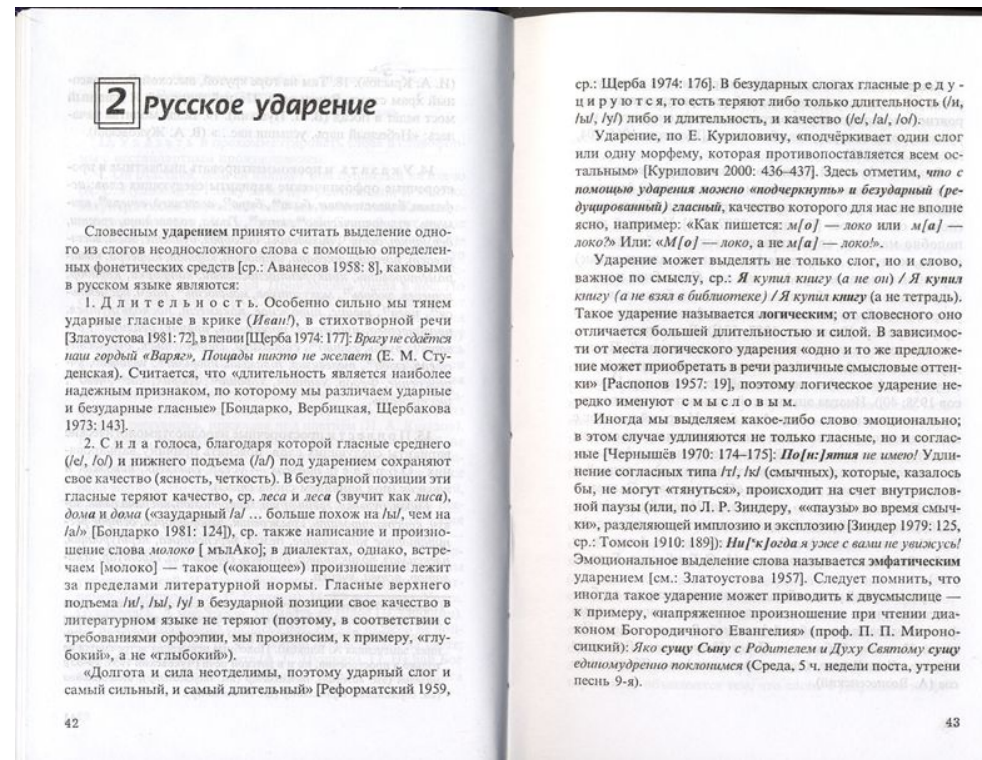 2 Русское ударение
Словесным ударением принято считать выделение одно-
го из слогов неодносложного слова с помощью определен-
ных фонетических средств [ср.: Аванесов 1958: 8], каковыми
в русском языке являются:
1. Д л и т е л ь н о с т ь. Особенно сильно мы тянем
ударные гласные в крике (Иван!), в стихотворной речи
[Златоустова 1981: 72], в пении [Щерба 1974: 177]: Врагу не сдаётся
наш гордый «Варяг», Пощады никто не желает (Е. М. Сту-
денская). Считается, что «длительность является наиболее
надежным признаком, по которому мы различаем ударные
и безударные гласные» [Бондарко, Вербицкая, Щербакова
1973: 143].
2. С и л а голоса, благодаря которой гласные среднего
(/е/, /о/) и нижнего подъема (/а/) под ударением сохраняют
свое качество (ясность, четкость). В безударной позиции эти
гласные теряют качество, ср. леса и леса (звучит как лиса),
дома и дома («заударный /а/ ... больше похож на /ы/, чем на
/а/» [Бондарко 1981: 124]), ср. также написание и произно-
шение слова молоко [ мълАко]; в диалектах, однако, встре-
чаем [молоко] — такое («окающее») произношение лежит
за пределами литературной нормы. Гласные верхнего
подъема /и/, /ы/, /у/ в безударной позиции свое качество в
литературном языке не теряют (поэтому, в соответствии с
требованиями орфоэпии, мы произносим, к примеру, «глу-
бокий», а не «глыбокий»).
«Долгота и сила неотделимы, поэтому ударный слог и
самый сильный, и самый длительный» [Реформатский 1959,
42
ср.: Щерба 1974: 176]. В безударных слогах гласные р е д у -
ц и р у ю т с я, то есть теряют либо только длительность (/и,
/ы/, /у/) либо и длительность, и качество (/е/, /а/, /о/).
Ударение, по Е. Куриловичу, «подчёркивает один слог
или одну морфему, которая противопоставляется всем ос-
тальным» [Курилович 2000: 436–437]. Здесь отметим, что с
помощью ударения можно «подчеркнуть» и безударный (ре-
дуцированный) гласный, качество которого для нас не вполне
ясно, например: «Как пишется: м[о] — локо или м[а] —
локо?» Или: «М[о] — локо, а не м[а] — локо!».
Ударение может выделять не только слог, но и слово,
важное по смыслу, ср.: Я купил книгу (а не он) / Я купил
книгу (а не взял в библиотеке) / Я купил книгу (а не тетрадь).
Такое ударение называется логическим; от словесного оно
отличается большей длительностью и силой. В зависимос-
ти от места логического ударения «одно и то же предложе-
ние может приобретать в речи различные смысловые оттен-
ки» [Распопов 1957: 19], поэтому логическое ударение не-
редко именуют с м ы с л о в ы м.
Иногда мы выделяем какое-либо слово эмоционально;
в этом случае удлиняются не только гласные, но и соглас-
ные [Чернышёв 1970: 174–175]: По[н:]ятия не имею! Удли-
нение согласных типа /т/, /к/ (смычных), которые, казалось
бы, не могут «тянуться», происходит на счет внутрислов-
ной паузы (или, по Л. Р. Зиндеру, ««паузы» во время смыч-
ки», разделяющей имплозию и эксплозию [Зиндер 1979: 125,
ср.: Томсон 1910: 189]): Ни[ʻк]огда я уже с вами не увижусь!
Эмоциональное выделение слова называется эмфатическим
ударением [см.: Златоустова 1957]. Следует помнить, что
иногда такое ударение может приводить к двусмыслице —
к примеру, «напряженное произношение при чтении диа-
коном Богородичного Евангелия» (проф. П. П. Мироно-
сицкий): Яко сущу Сыну с Родителем и Духу Святому сущу
единомудренно поклонимся (Среда, 5 ч. недели поста, утрени
песнь 9-я).
43